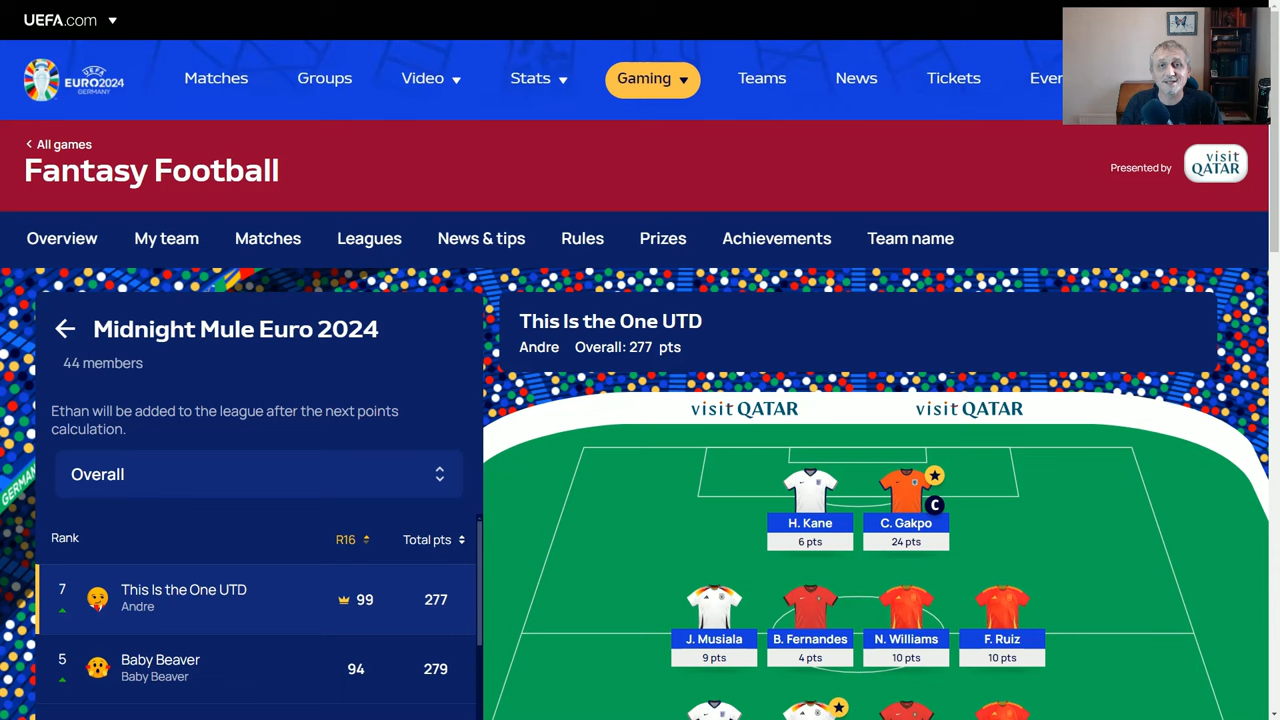 UEFA.com
UEFA
EURO2024
GERMANY
Matches
Groups
Video
Stats
Gaming
Teams
News
Tickets
Ever
All games
Fantasy Football
Presented by
visit
QATAR
Overview
My team
Matches
Leagues
News & tips
Rules
Prizes
Achievements
Team name
Midnight Mule Euro 2024
44 members
Ethan will be added to the league after the next points
calculation.
Overall
Rank
R16
Total pts
7
This Is the One UTD
Andre
99
277
5
Baby Beaver
Baby Beaver
94
279
This Is the One UTD
Andre Overall: 277 pts
visit QATAR
visit QATAR
C
H. Kane
6 pts
C. Gakpo
24 pts
J. Musiala
9 pts
B. Fernandes
4 pts
N. Williams
10 pts
F. Ruiz
10 pts
GERMANY